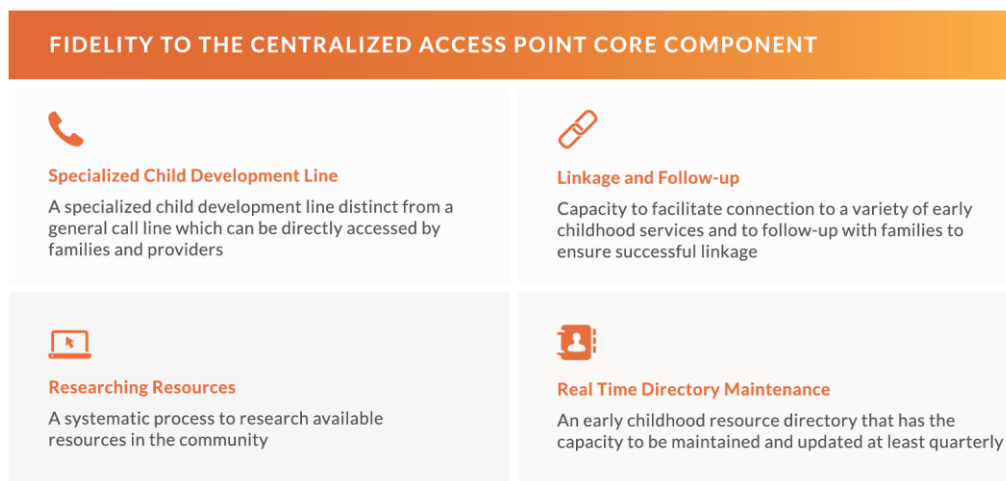 FIDELITY TO THE CENTRALIZED ACCESS POINT CORE COMPONENT
Specialized Child Development Line
A specialized child development line distinct from a
general call line which can be directly accessed by
families and providers
Linkage and Follow-up
Capacity to facilitate connection to a variety of early
childhood services and to follow-up with families to
ensure successful linkage
Researching Resources
A systematic process to research available
resources in the community
Real Time Directory Maintenance
An early childhood resource directory that has the
capacity to be maintained and updated at least quarterly